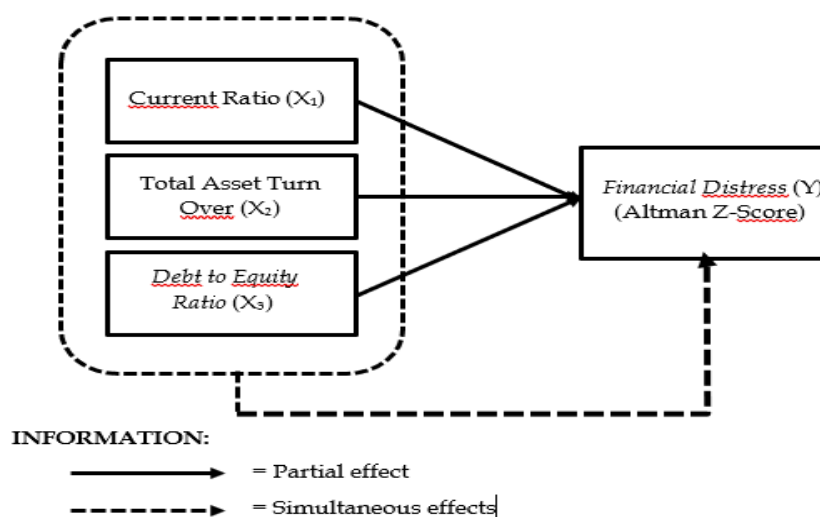 Current Ratio (X₁)
Total Asset Turn
Over (X₂)
Debt to Equity
Ratio (X₃)
Financial Distress (Y)
(Altman Z-Score)
INFORMATION:
= Partial effect
= Simultaneous effects